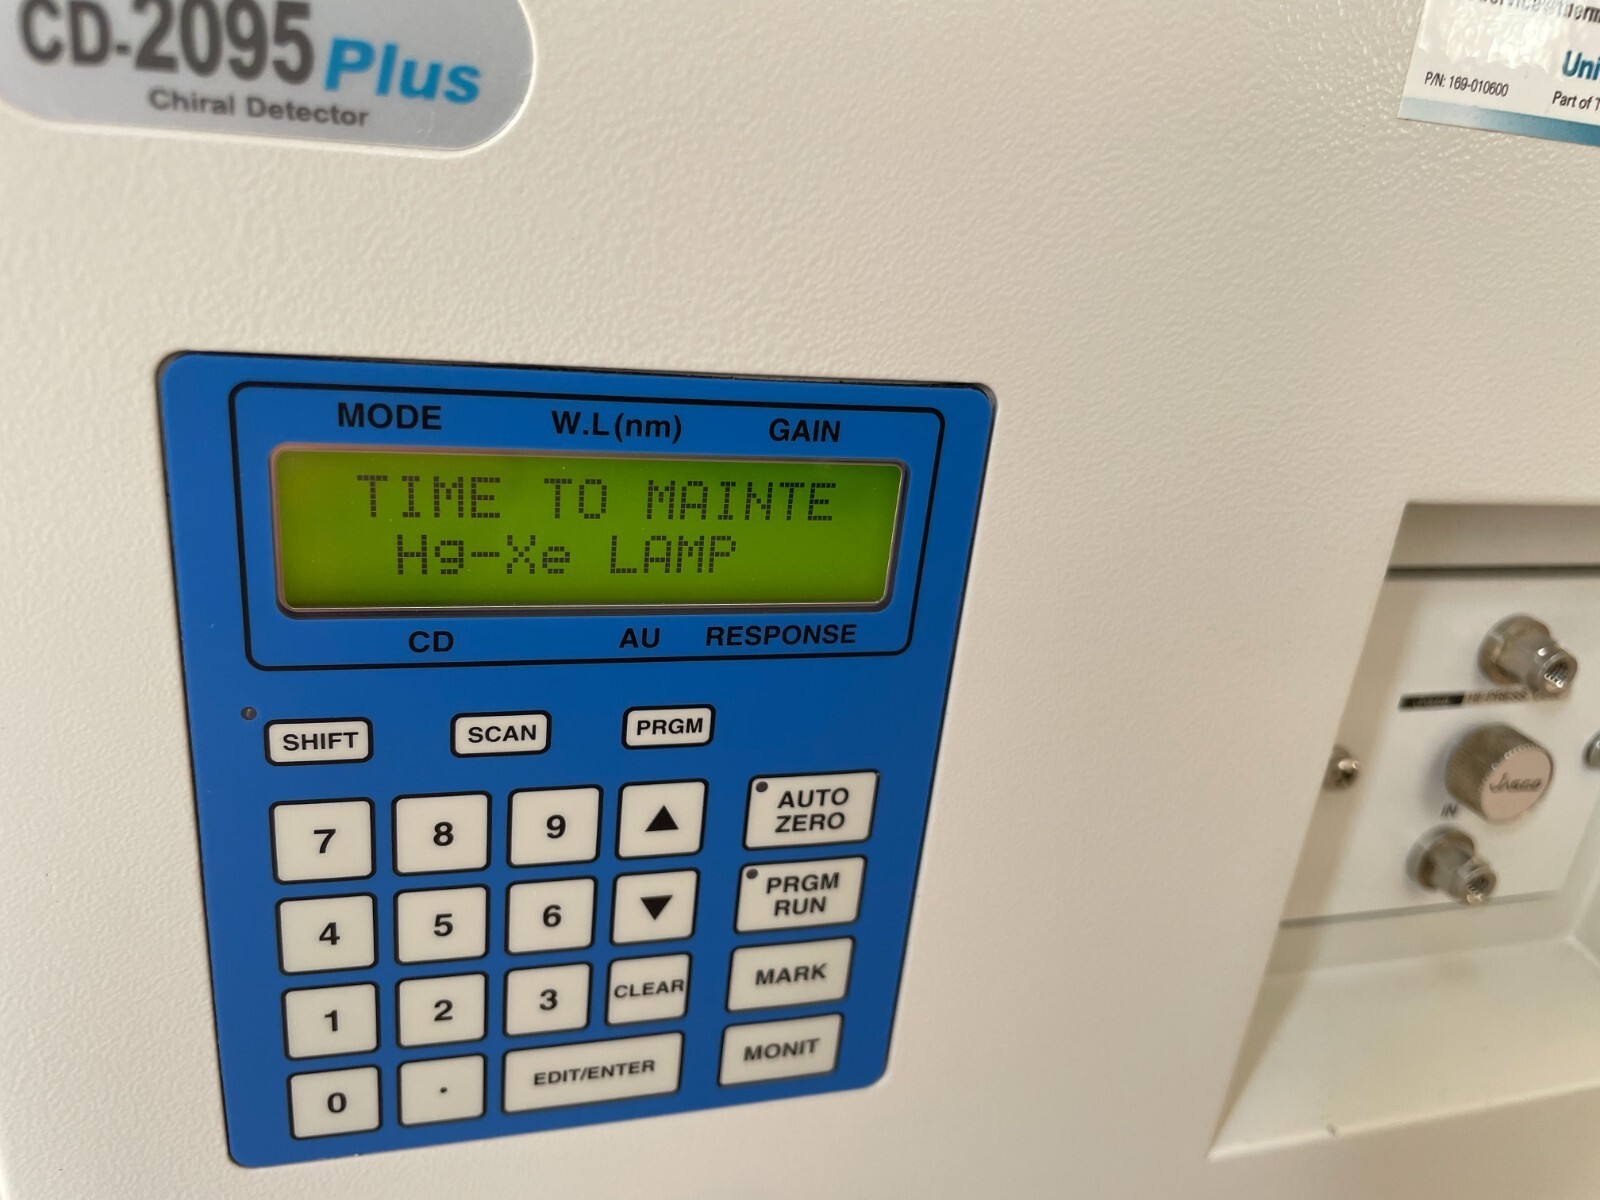 CD-2095 Plus
Chiral Detector
Uni
P/N: 169-010600
Part of T
MODE W.L(nm) GAIN
TIME TO MAINTE
Hg-Xe LAMP
CD AU RESPONSE
SHIFT SCAN PRGM
7 8 9 ▲ AUTO ZERO
4 5 6 ▼ PRGM RUN
1 2 3 CLEAR MARK
0 . EDIT/ENTER MONIT
Jasco
IN